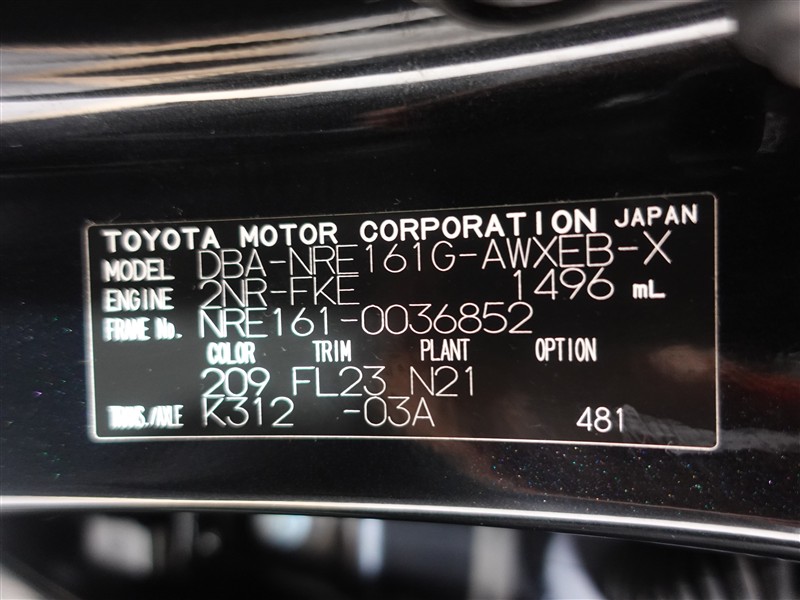 TOYOTA MOTOR CORPORATION JAPAN
MODEL DBA-NRE161G-AWXEB-X
ENGINE 2NR-FKE 1496 mL
FRAME No. NRE161-0036852
COLOR TRIM PLANT OPTION
209 FL23 N21
TRANS./AXLE K312 -03A 481